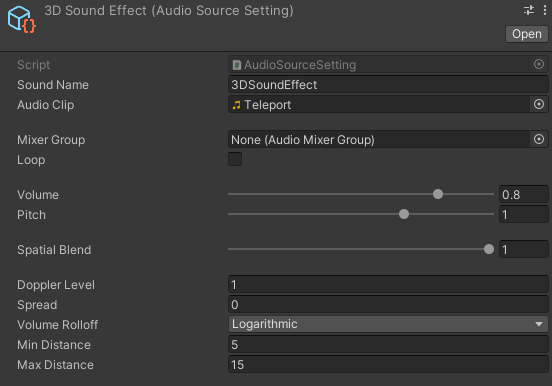 3D Sound Effect (Audio Source Setting)
Open
Script AudioSourceSetting
Sound Name 3DSoundEffect
Audio Clip Teleport
Mixer Group None (Audio Mixer Group)
Loop
Volume 0.8
Pitch 1
Spatial Blend 1
Doppler Level 1
Spread 0
Volume Rolloff Logarithmic
Min Distance 5
Max Distance 15